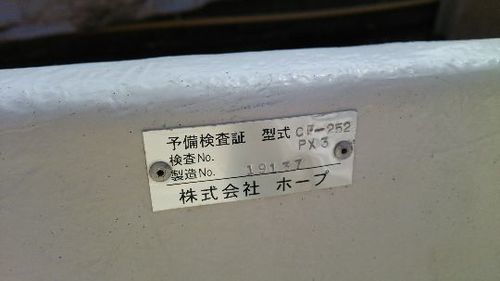 予備検査証 型式 CF-252
PX3
検査No.
製造No. 19137
株式会社 ホープ